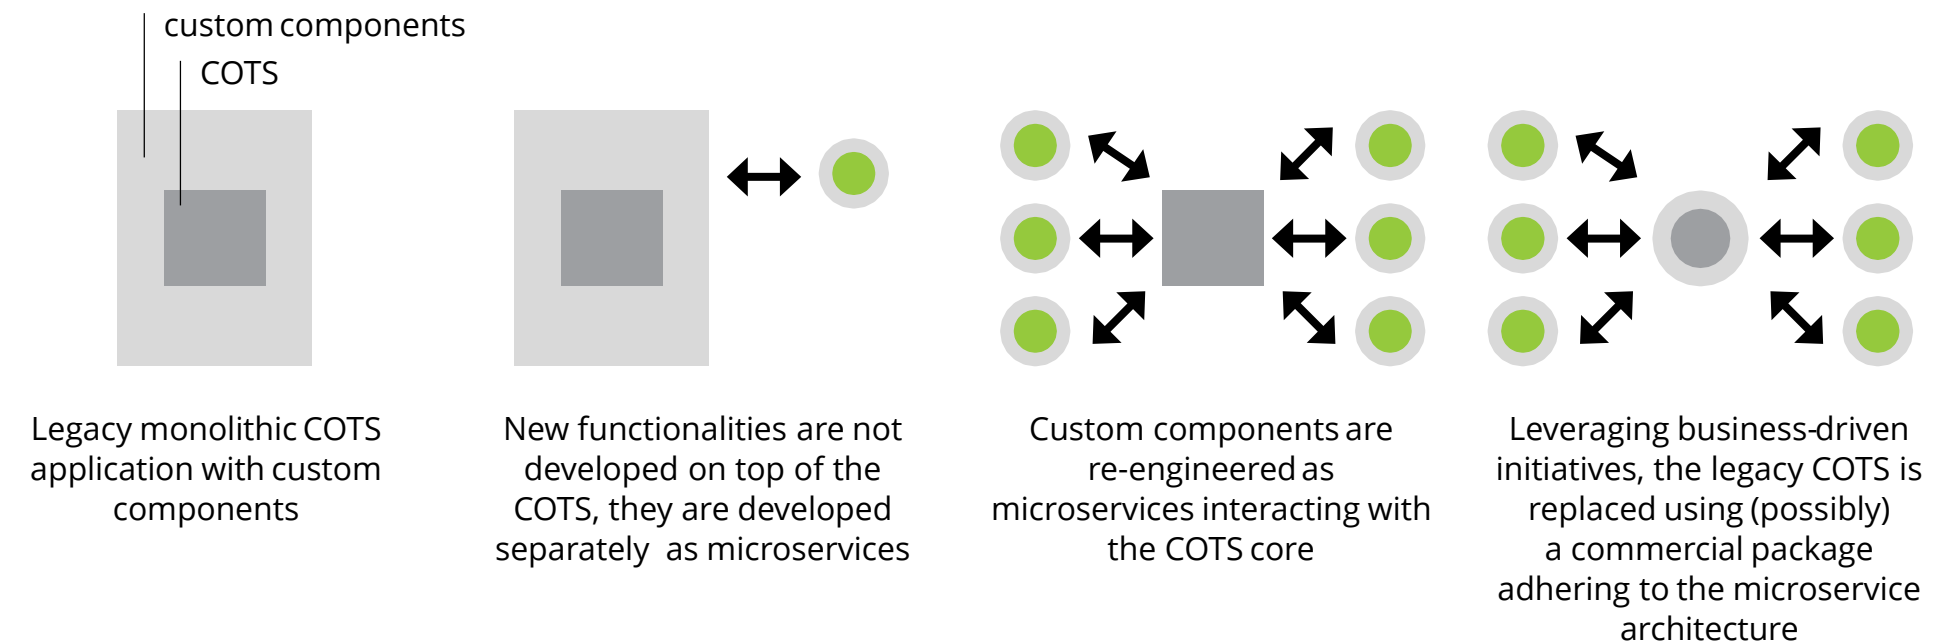 custom components
COTS
Legacy monolithic COTS
application with custom
components
New functionalities are not
developed on top of the
COTS, they are developed
separately as microservices
Custom components are
re-engineered as
microservices interacting with
the COTS core
Leveraging business-driven
initiatives, the legacy COTS is
replaced using (possibly)
a commercial package
adhering to the microservice
architecture